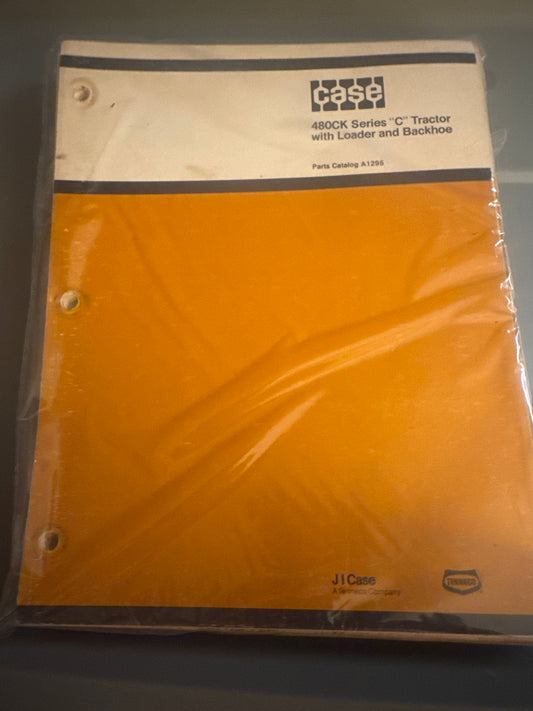 case
480CK Series "C" Tractor
with Loader and Backhoe
Parts Catalog A1295
J I Case
A Tenneco Company
TENNECO